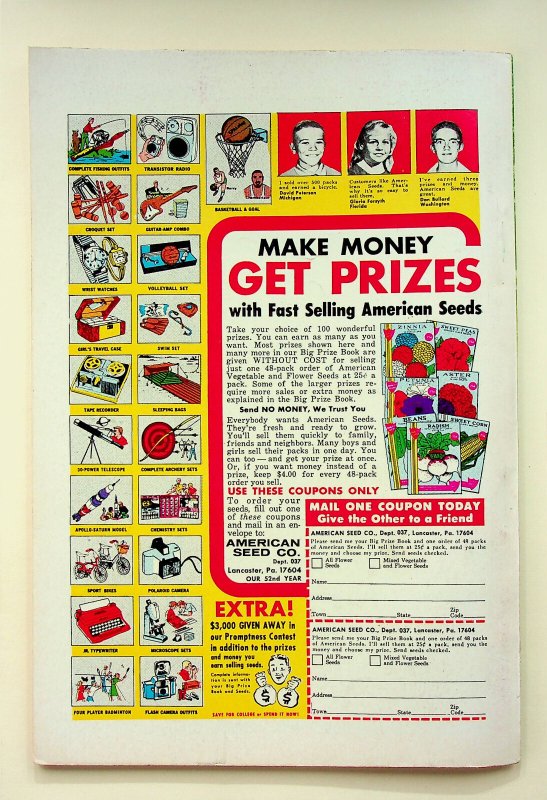 COMPLETE FISHING OUTFITS
TRANSISTOR RADIO
BASKETBALL & GOAL
CROQUET SET
GUITAR-AMP COMBO
WRIST WATCHES
VOLLEYBALL SET
GIRL'S TRAVEL CASE
SWIM SET
TAPE RECORDER
SLEEPING BAGS
30-POWER TELESCOPE
COMPLETE ARCHERY SETS
APOLLO-SATURN MODEL
CHEMISTRY SETS
SPORT BIKES
POLAROID CAMERA
JR. TYPEWRITER
MICROSCOPE SETS
FOUR PLAYER BADMINTON
FLASH CAMERA OUTFITS
I sold over 500 packs
and earned a bicycle.
David Peterson
Michigan
Customers like Amer-
ican Seeds. That's
why it's so easy to
sell them.
Gloria Forsyth
Florida
I've earned three
prizes and money.
American Seeds are
great.
Don Bullard
Washington
MAKE MONEY
GET PRIZES
with Fast Selling American Seeds
Take your choice of 100 wonderful
prizes. You can earn as many as you
want. Most prizes shown here and
many more in our Big Prize Book are
given WITHOUT COST for selling
just one 48-pack order of American
Vegetable and Flower Seeds at 25¢ a
pack. Some of the larger prizes re-
quire more sales or extra money as
explained in the Big Prize Book.
Send NO MONEY, We Trust You
Everybody wants American Seeds.
They're fresh and ready to grow.
You'll sell them quickly to family,
friends and neighbors. Many boys and
girls sell their packs in one day. You
can too — and get your prize at once.
Or, if you want money instead of a
prize, keep $4.00 for every 48-pack
order you sell.
ZINNIA
SWEET PEAS
PETUNIA
ASTER
BEANS
RADISH
SWEET CORN
USE THESE COUPONS ONLY
To order your
seeds, fill out one
of these coupons
and mail in an en-
velope to:
AMERICAN
SEED CO.
Dept. 037
Lancaster, Pa. 17604
OUR 52nd YEAR
EXTRA!
$3,000 GIVEN AWAY in
our Promptness Contest
in addition to the prizes
and money you
earn selling seeds.
Complete infor-
mation is sent with
your Big Prize
Book and Seeds.
SAVE FOR COLLEGE or SPEND IT NOW!
MAIL ONE COUPON TODAY
Give the Other to a Friend
AMERICAN SEED CO., Dept. 037, Lancaster, Pa. 17604
Please send me your Big Prize Book and one order of 48 packs
of American Seeds. I'll sell them at 25¢ a pack, send you the
money and choose my prize. Send seeds checked.
All Flower
Seeds
Mixed Vegetable
and Flower Seeds
Name
Address
Town State Zip
Code
AMERICAN SEED CO., Dept. 037, Lancaster, Pa. 17604
Please send me your Big Prize Book and one order of 48 packs
of American Seeds. I'll sell them at 25¢ a pack, send you the
money and choose my prize. Send seeds checked.
All Flower
Seeds
Mixed Vegetable
and Flower Seeds
Name
Address
Town State Zip
Code